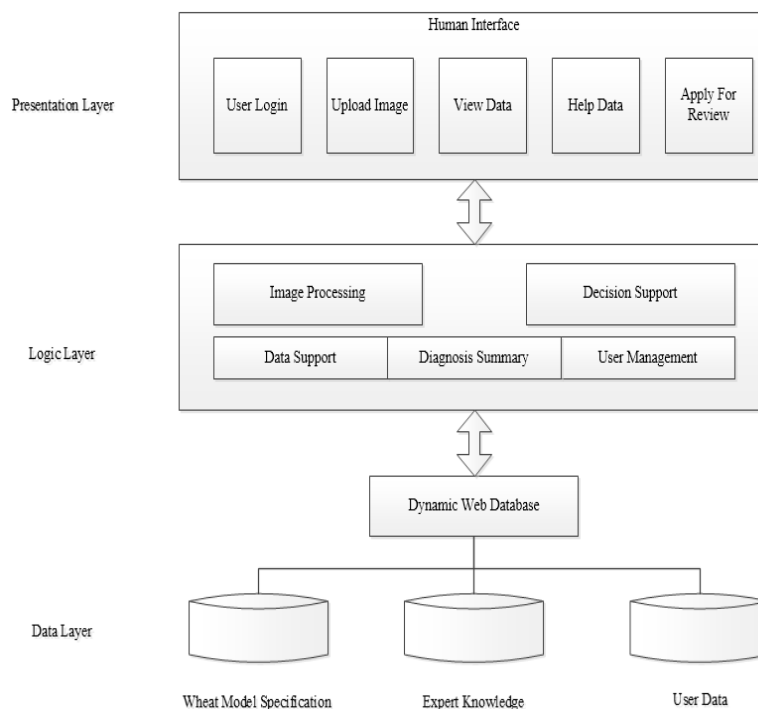 Human Interface
Presentation Layer
User Login
Upload Image
View Data
Help Data
Apply For
Review
Image Processing
Decision Support
Logic Layer
Data Support
Diagnosis Summary
User Management
Dynamic Web Database
Data Layer
Wheat Model Specification
Expert Knowledge
User Data